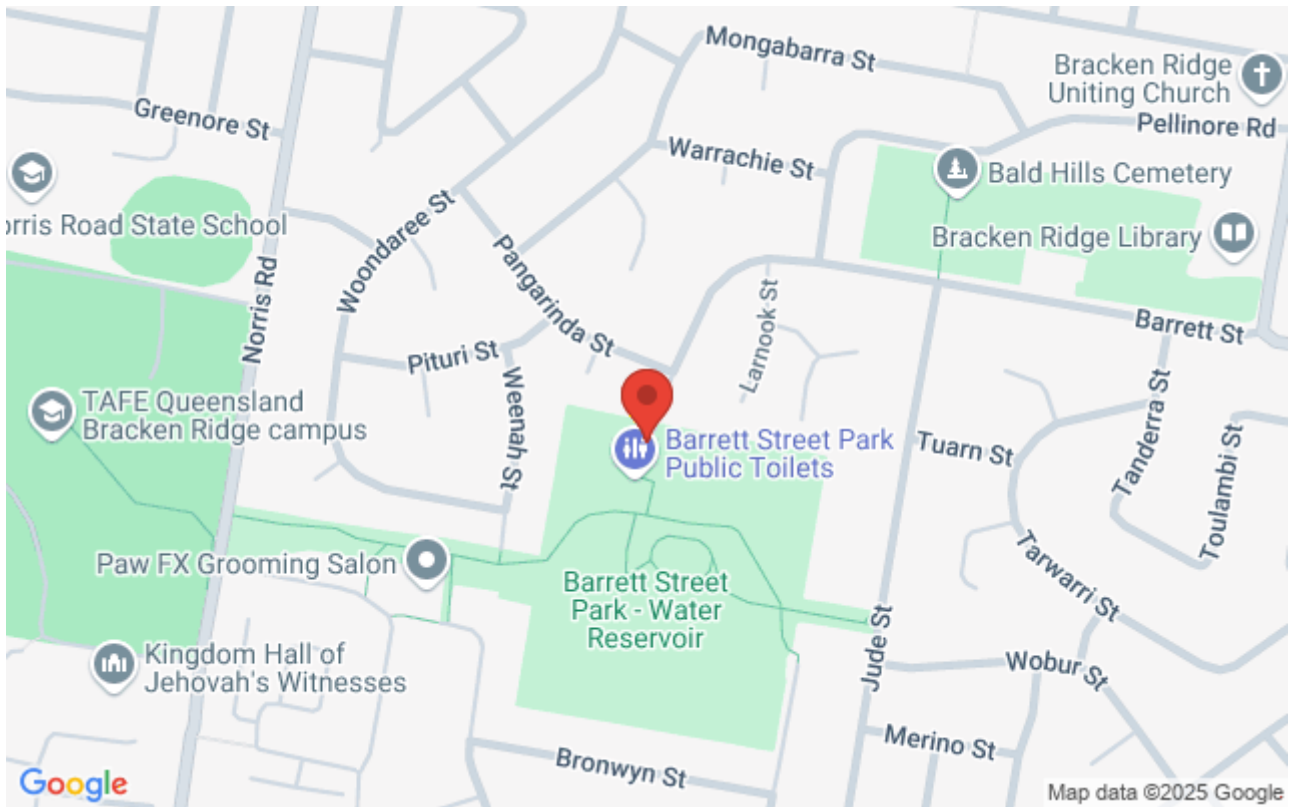 Mongabarra St
Bracken Ridge
Uniting Church
Greenore St
Pellinore Rd
Warrachie St
Bald Hills Cemetery
orris Road State School
Woondaree St
Pangarinda St
Bracken Ridge Library
Norris Rd
Larnook St
Barrett St
Pituri St
Weenah St
TAFE Queensland
Bracken Ridge campus
Barrett Street Park
Public Toilets
Tuarn St
Tanderra St
Toulambi St
Paw FX Grooming Salon
Barrett Street
Park - Water
Reservoir
Tarwarri St
Jude St
Kingdom Hall of
Jehovah's Witnesses
Wobur St
Merino St
Bronwyn St
Google
Map data ©2025 Google